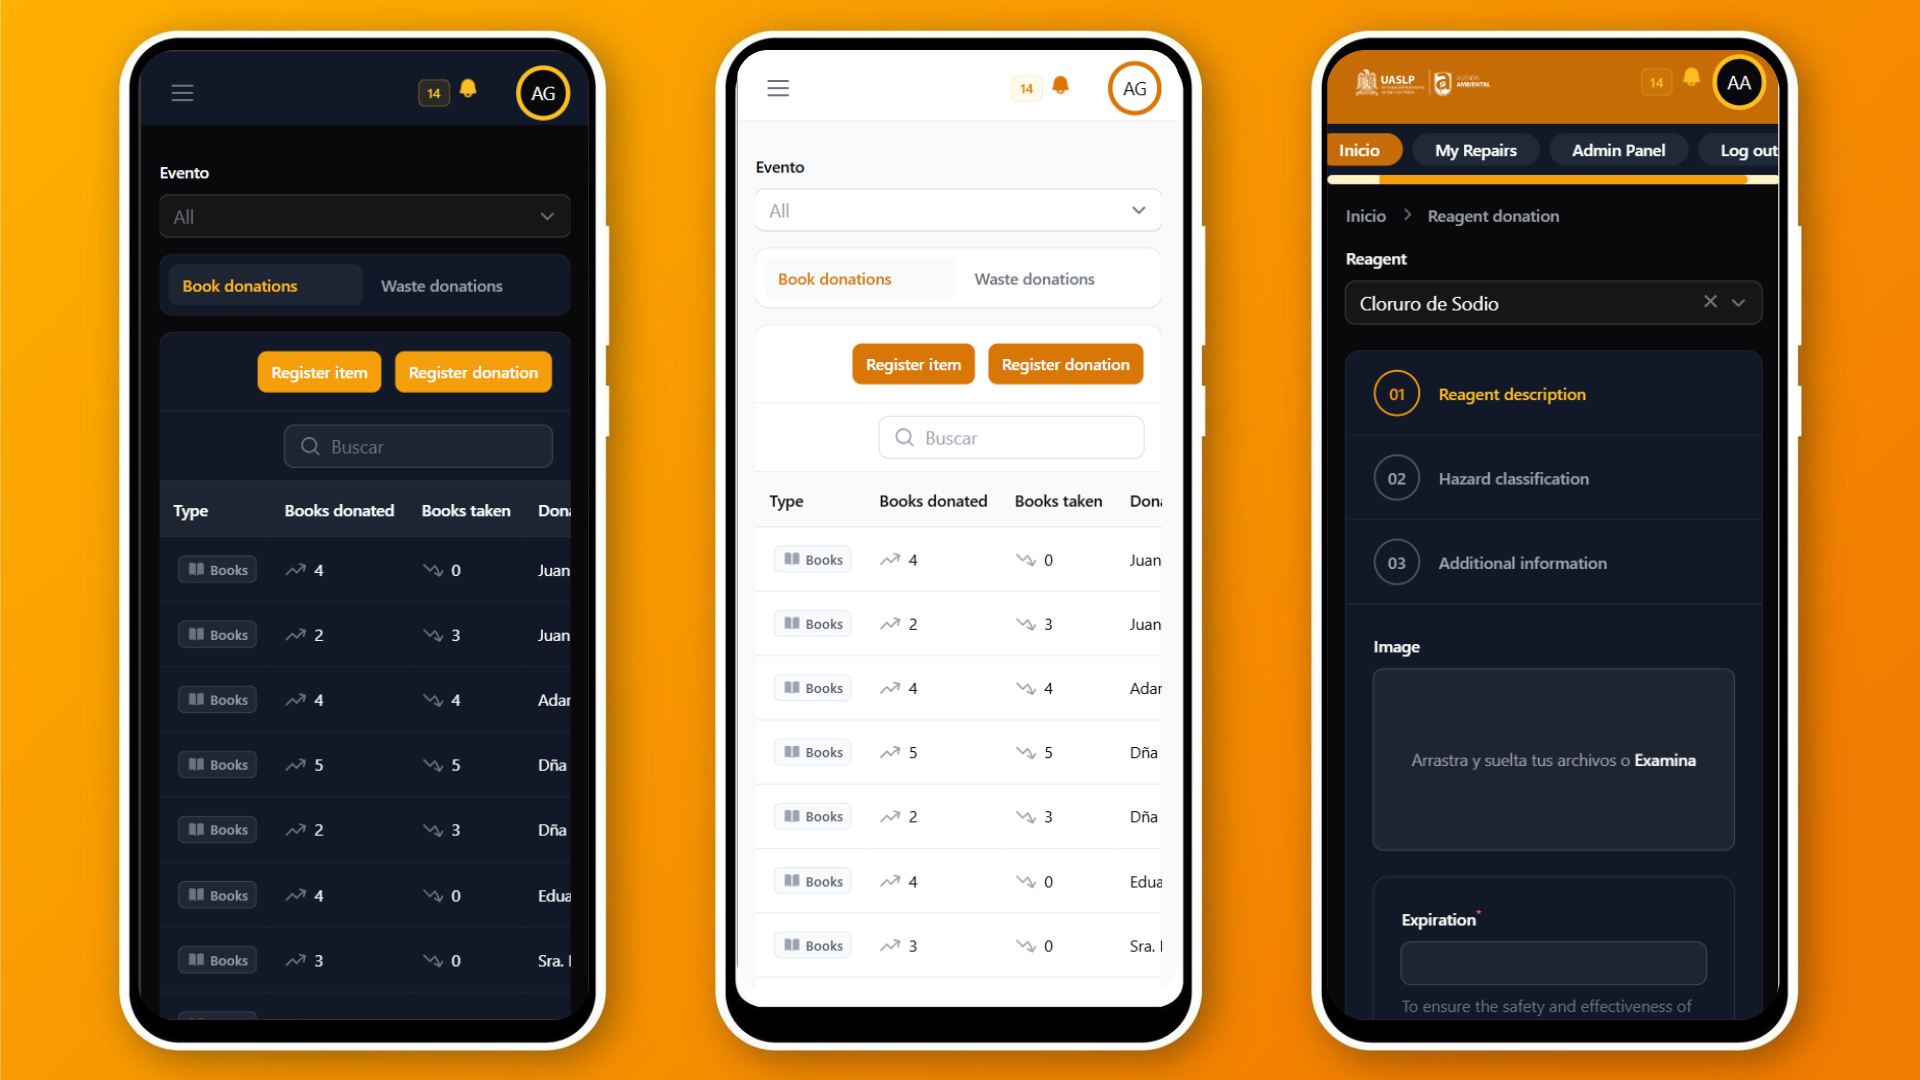 14
AG
Evento
All
Book donations
Waste donations
Register item
Register donation
Buscar
Type Books donated Books taken
Books 4 0 Juan
Books 2 3 Juan
Books 4 4
Books 5 5 Dña
Books 2 3 Dña
Books 4 0
Books 3 0 Sra.
14
AG
Evento
All
Book donations
Waste donations
Register item
Register donation
Buscar
Type Books donated Books taken
Books 4 0 Juan
Books 2 3 Juan
Books 4 4
Books 5 5 Dña
Books 2 3 Dña
Books 4 0
Books 3 0 Sra.
UASLP
AGENDA
AMBIENTAL
14
AA
Inicio
My Repairs
Admin Panel
Log out
Inicio > Reagent donation
Reagent
Cloruro de Sodio
01 Reagent description
02 Hazard classification
03 Additional information
Image
Arrastra y suelta tus archivos o Examina
Expiration*
To ensure the safety and effectiveness of